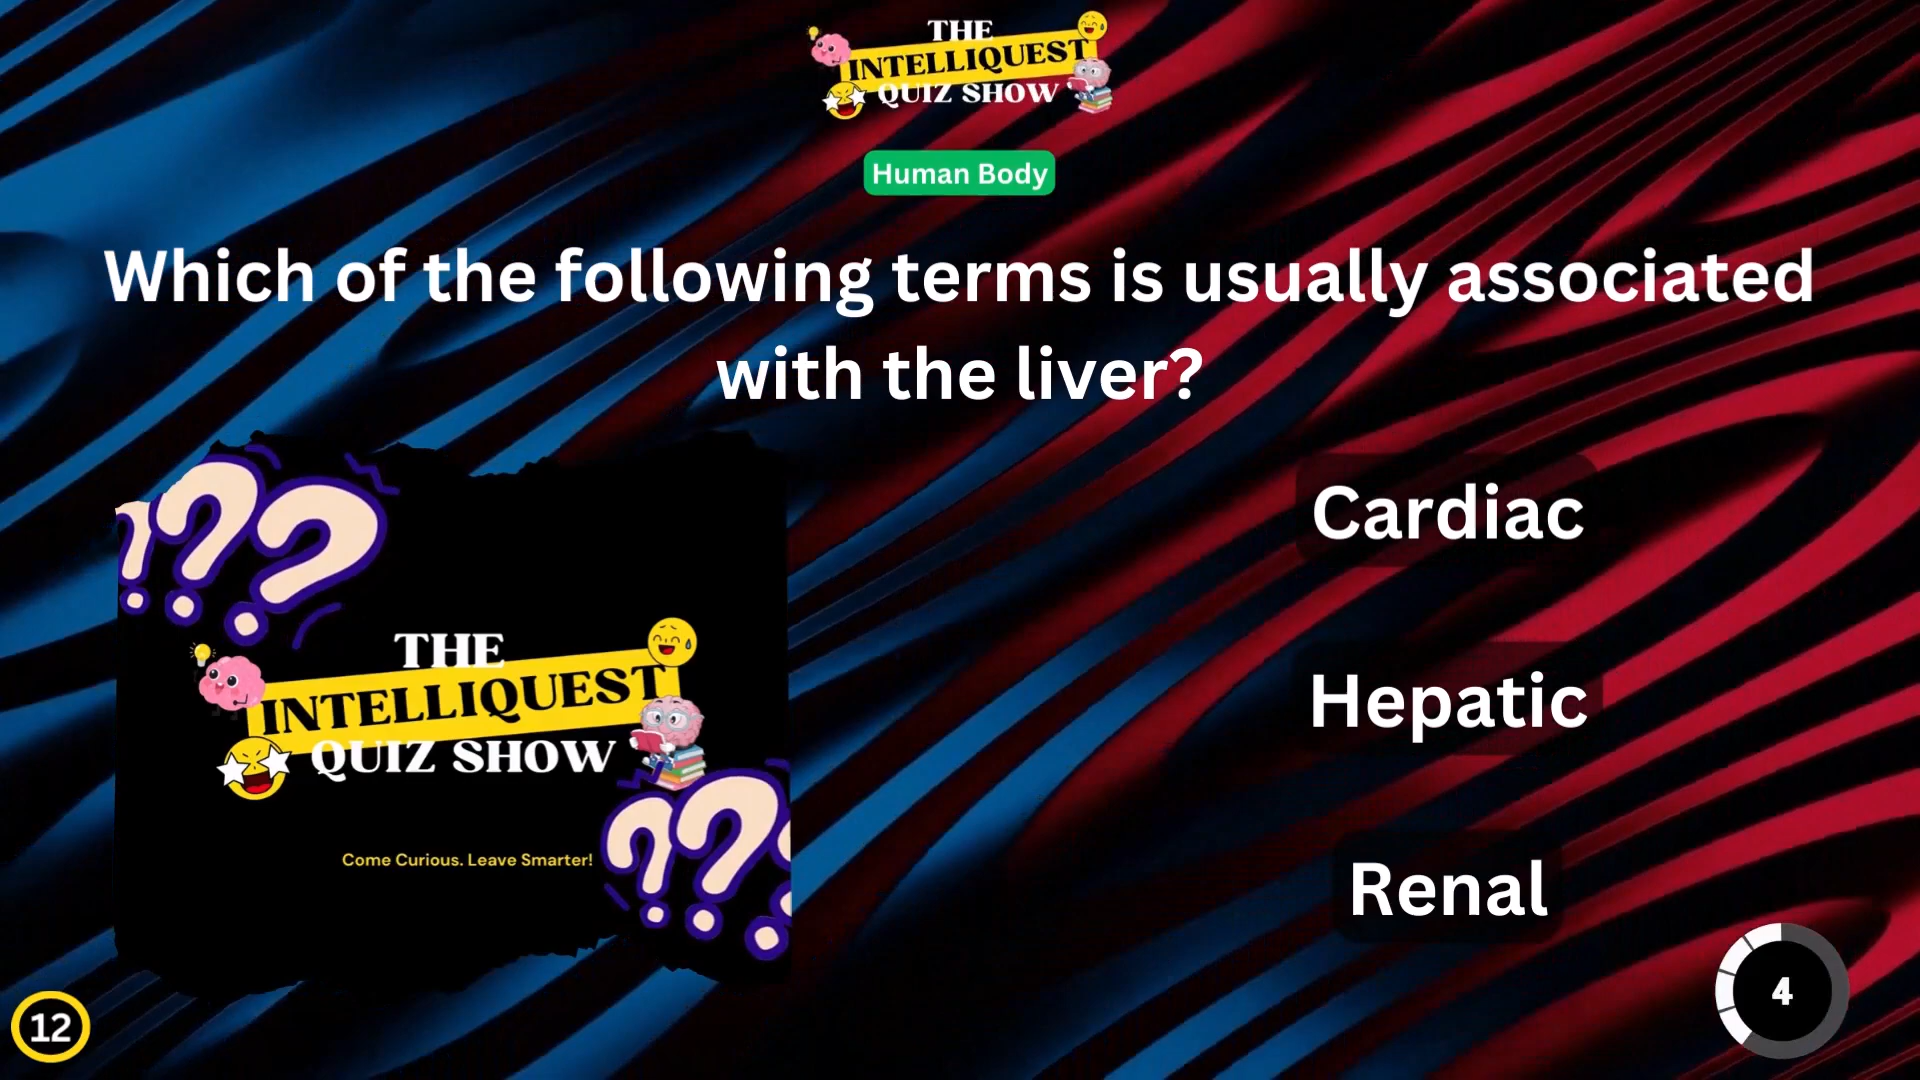 THE
INTELLIQUEST
QUIZ SHOW
Human Body
Which of the following terms is usually associated
with the liver?
THE
INTELLIQUEST
QUIZ SHOW
Come Curious. Leave Smarter!
Cardiac
Hepatic
Renal
12
4